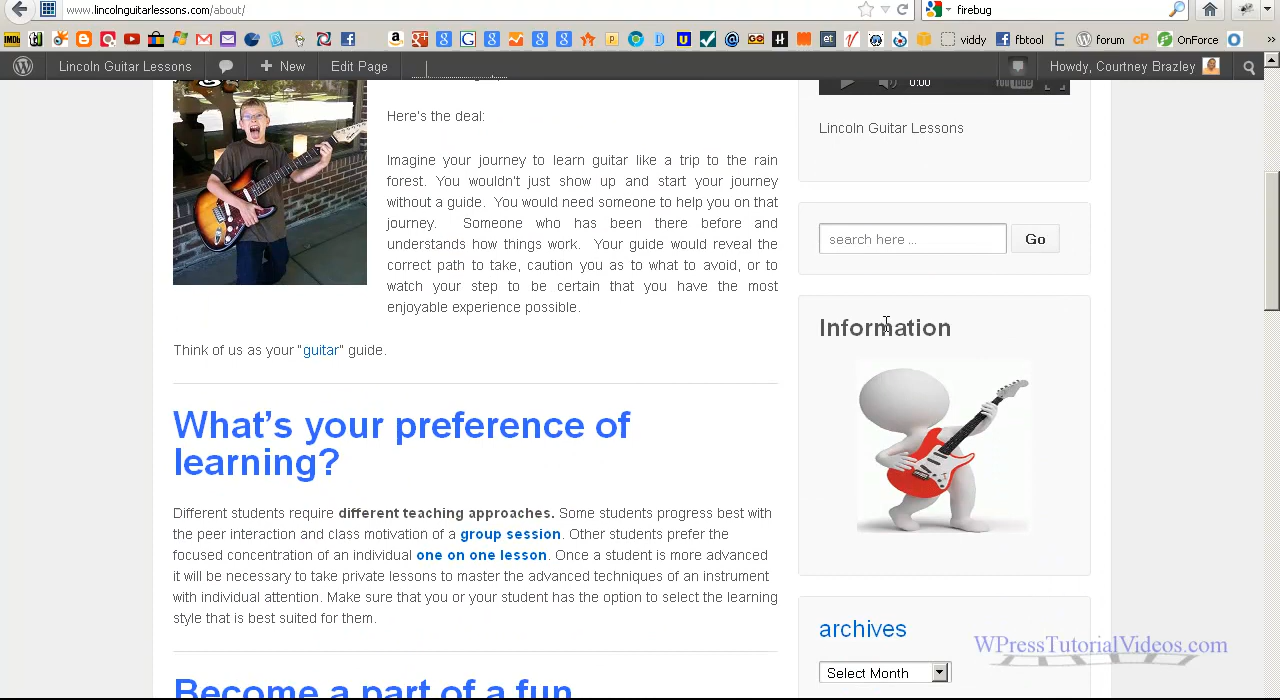 www.lincolnguitarlessons.com/about/
firebug
viddy
fbtool
forum
OnForce
Lincoln Guitar Lessons
New
Edit Page
Howdy, Courtney Brazley
Here's the deal:
Imagine your journey to learn guitar like a trip to the rain
forest. You wouldn't just show up and start your journey
without a guide. You would need someone to help you on that
journey. Someone who has been there before and
understands how things work. Your guide would reveal the
correct path to take, caution you as to what to avoid, or to
watch your step to be certain that you have the most
enjoyable experience possible.
Think of us as your "guitar" guide.
What's your preference of
learning?
Different students require different teaching approaches. Some students progress best with
the peer interaction and class motivation of a group session. Other students prefer the
focused concentration of an individual one on one lesson. Once a student is more advanced
it will be necessary to take private lessons to master the advanced techniques of an instrument
with individual attention. Make sure that you or your student has the option to select the learning
style that is best suited for them.
Become a part of a fun
0:00
YouTube
Lincoln Guitar Lessons
search here ...
Go
Information
archives
Select Month
WPressTutorialVideos.com